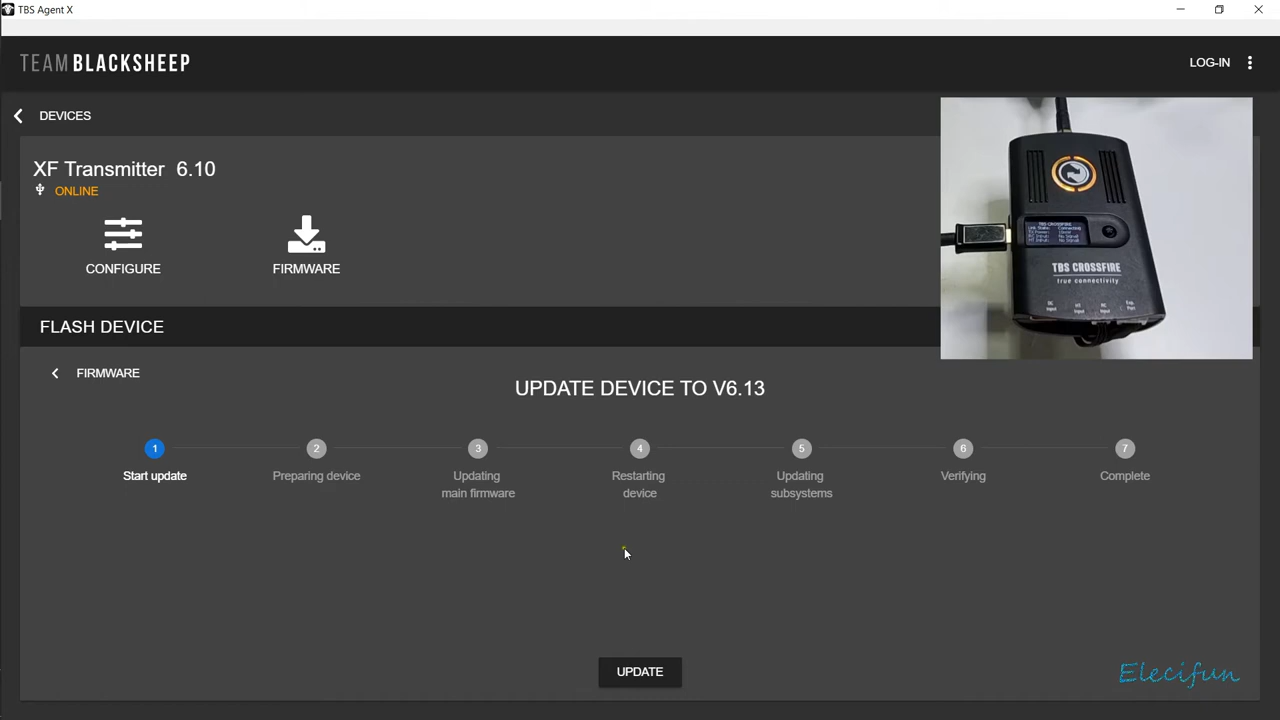 TBS Agent X
TEAM BLACKSHEEP
LOG-IN
DEVICES
XF Transmitter 6.10
ONLINE
CONFIGURE
FIRMWARE
TBS CROSSFIRE
true connectivity
FLASH DEVICE
FIRMWARE
UPDATE DEVICE TO V6.13
1
2
3
4
5
6
7
Start update
Preparing device
Updating
main firmware
Restarting
device
Updating
subsystems
Verifying
Complete
UPDATE
Elecifun